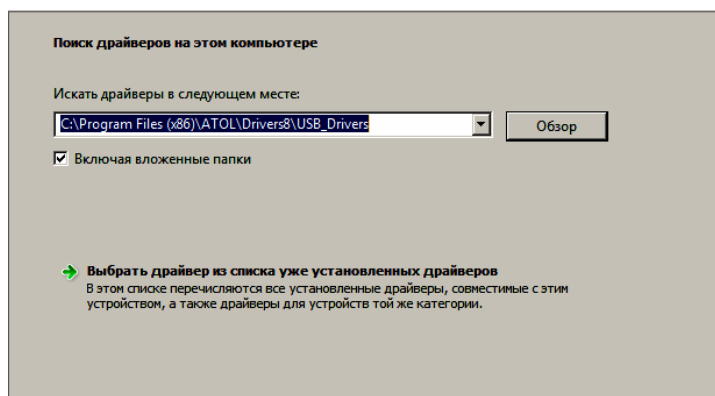 Поиск драйверов на этом компьютере
Искать драйверы в следующем месте:
C:\Program Files (x86)\ATOL\Drivers8\USB_Drivers
Обзор
Включая вложенные папки
Выбрать драйвер из списка уже установленных драйверов
В этом списке перечисляются все установленные драйверы, совместимые с этим
устройством, а также драйверы для устройств той же категории.